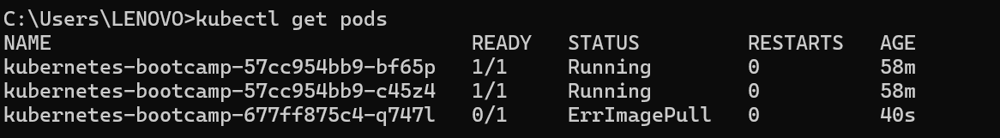 C:\Users\LENOVO>kubectl get pods
NAME READY STATUS RESTARTS AGE
kubernetes-bootcamp-57cc954bb9-bf65p 1/1 Running 0 58m
kubernetes-bootcamp-57cc954bb9-c45z4 1/1 Running 0 58m
kubernetes-bootcamp-677ff875c4-q747l 0/1 ErrImagePull 0 40s